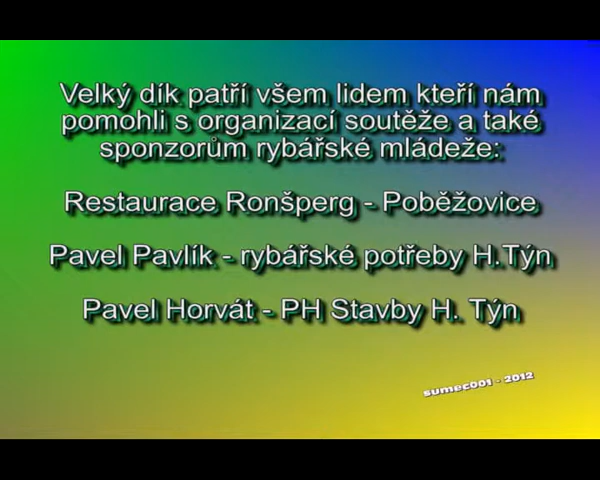 Velký dík patří všem lidem kteří nám
pomohli s organizací soutěže a také
sponzorům rybářské mládeže:
Restaurace Ronšperg - Poběžovice
Pavel Pavlík - rybářské potřeby H.Týn
Pavel Horvát - PH Stavby H. Týn
sumec001 - 2012